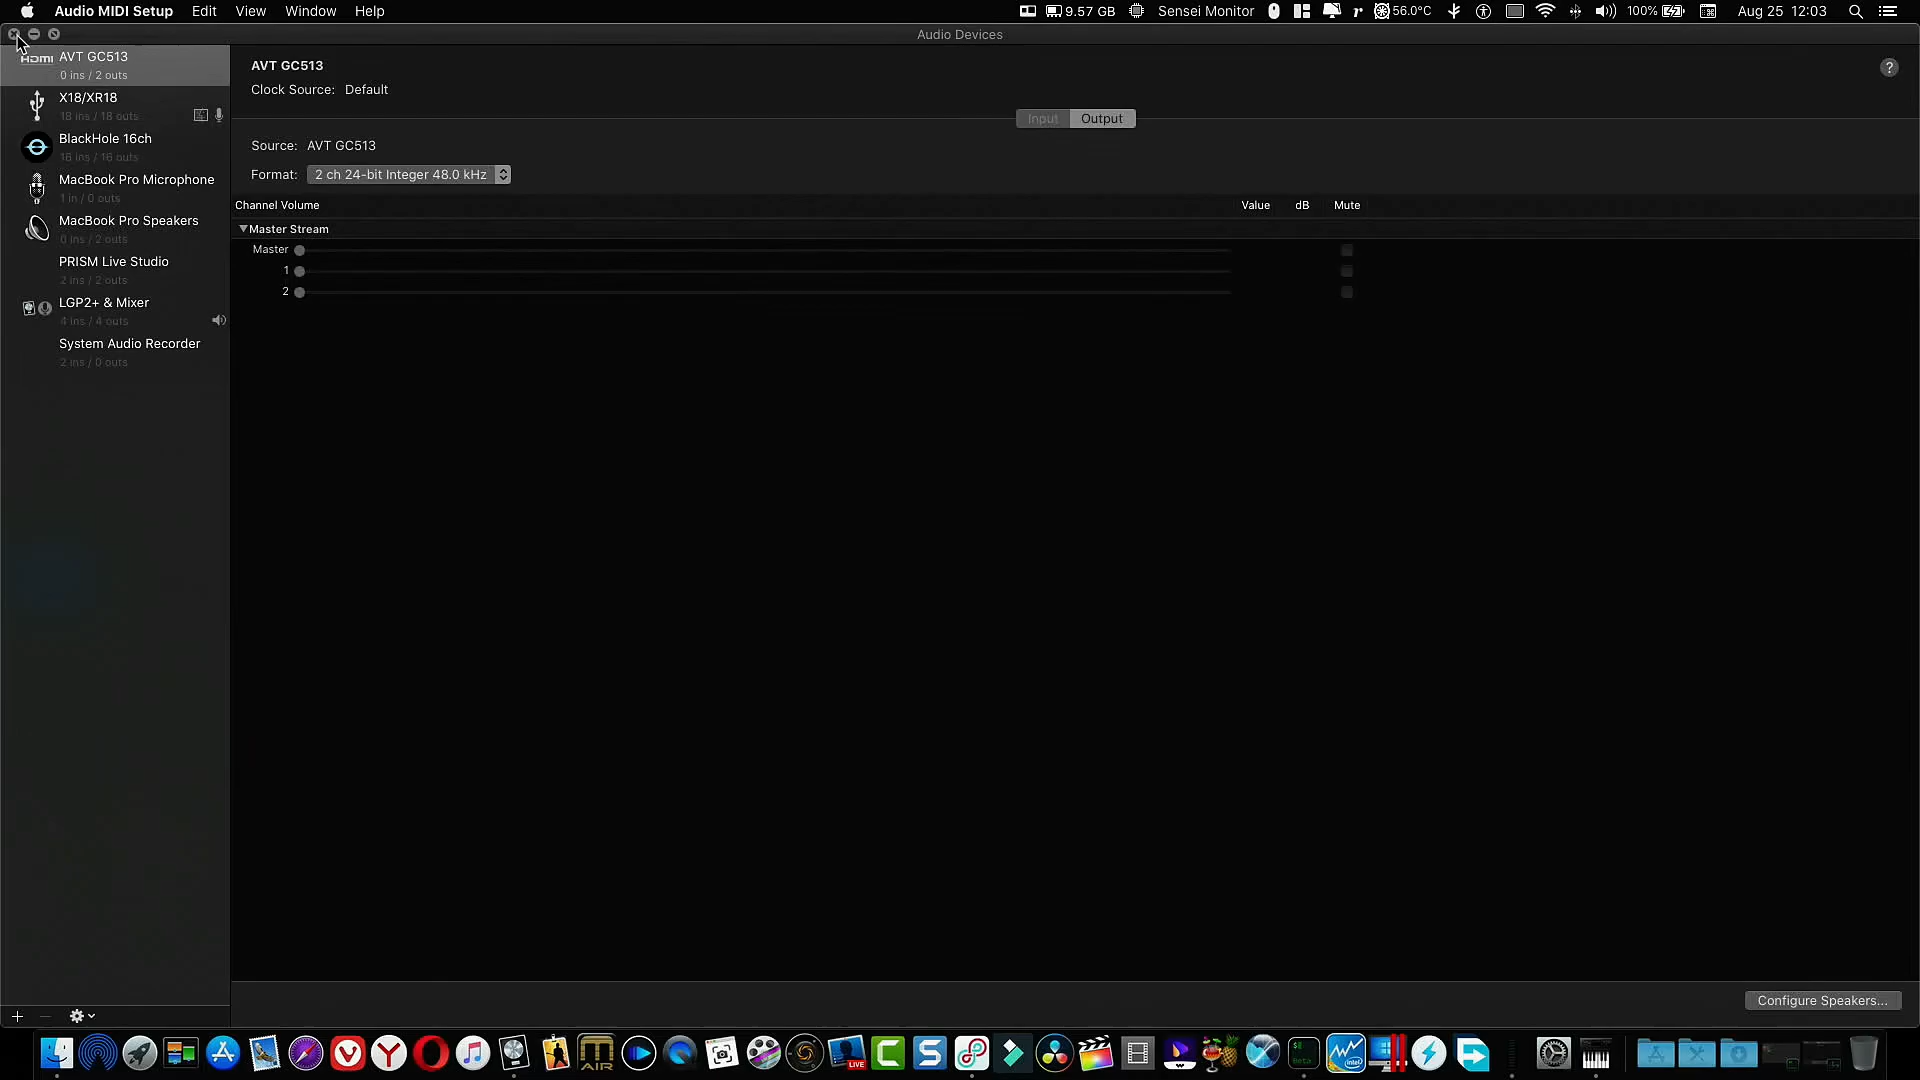 Audio MIDI Setup Edit View Window Help 9.57 GB Sensei Monitor r 56.0°C 100% Aug 25 12:03
Audio Devices
HDMI AVT GC513
0 ins / 2 outs
X18/XR18
18 ins / 18 outs
BlackHole 16ch
16 ins / 16 outs
MacBook Pro Microphone
1 in / 0 outs
MacBook Pro Speakers
0 ins / 2 outs
PRISM Live Studio
2 ins / 2 outs
LGP2+ & Mixer
4 ins / 4 outs
System Audio Recorder
2 ins / 0 outs
AVT GC513
?
Clock Source: Default
Input Output
Source: AVT GC513
Format: 2 ch 24-bit Integer 48.0 kHz
Channel Volume Value dB Mute
Master Stream
Master
1
2
Configure Speakers...
AIR
LIVE
Beta
intel